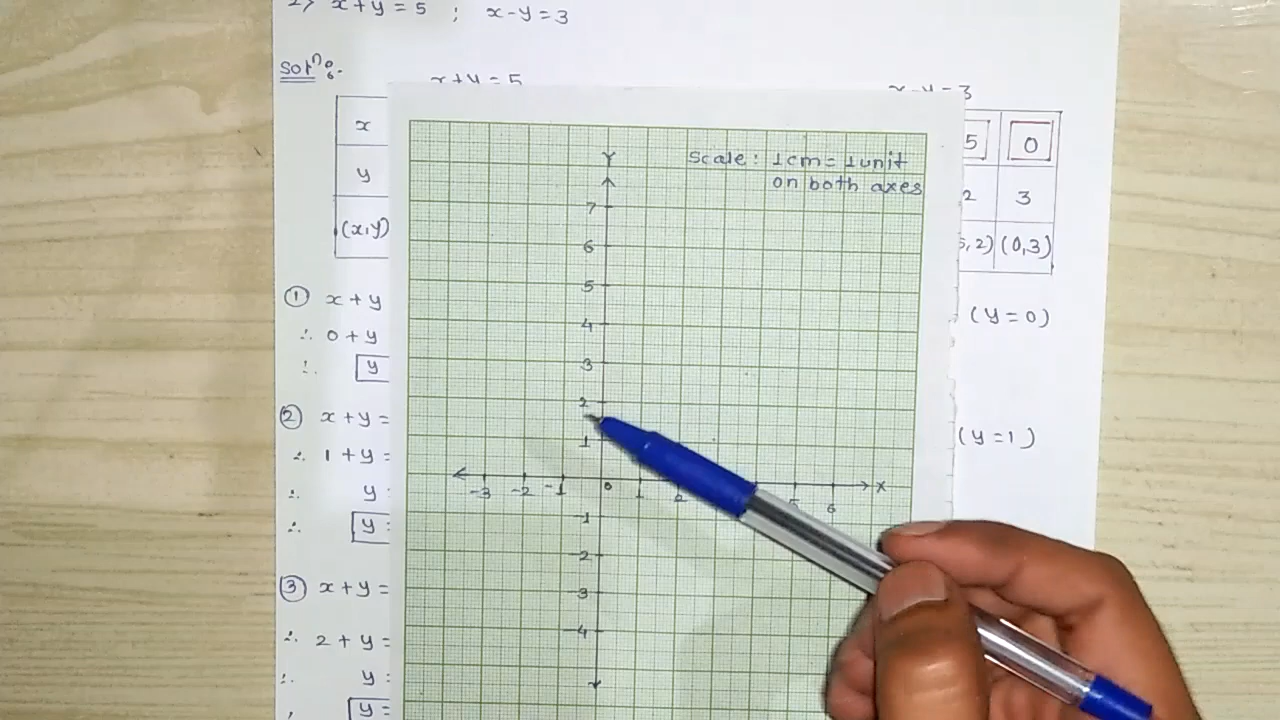 2) x+y=5 ; x-y=3
Solⁿ:-
x+y=5
x-y=3
x
y
(x,y)
5 0
2 3
,2) (0,3)
① x+y
∴ 0+y
∴ y
② x+y=
∴ 1+y=
∴ y=
∴ y=
③ x+y=
∴ 2+y=
∴ y=
y=
(y=0)
(y=1)
Scale: 1cm=1unit
on both axes
Y
7
6
5
4
3
2
1
-3 -2 -1 0 1 2 5 6 X
-1
-2
-3
-4